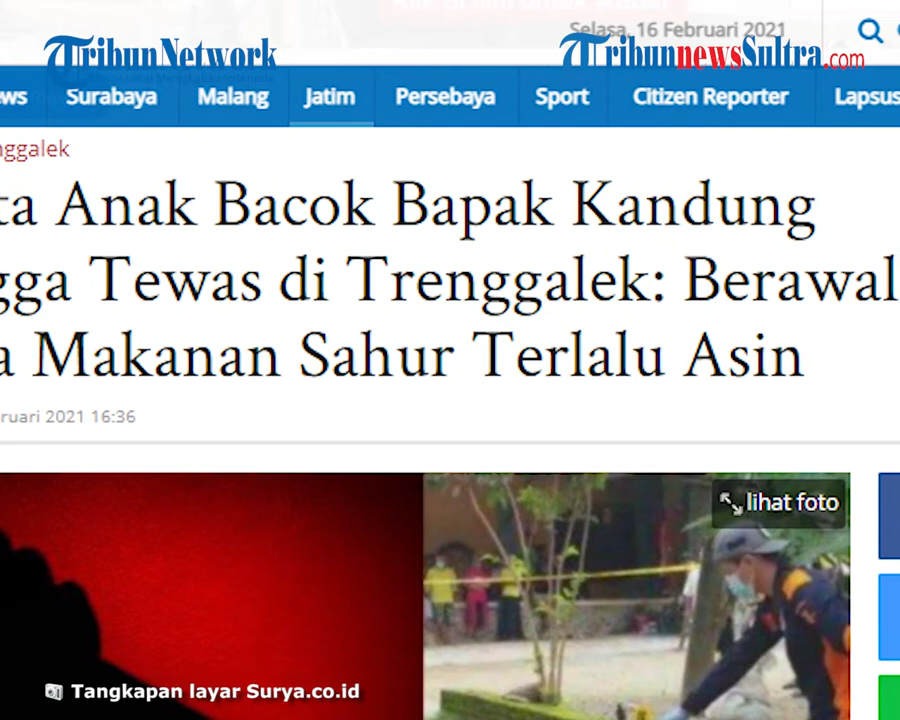 Selasa, 16 Februari 2021
TribunNetwork
TribunnewsSultra.com
ws Surabaya Malang Jatim Persebaya Sport Citizen Reporter Lapsus
nggalek
ta Anak Bacok Bapak Kandung
gga Tewas di Trenggalek: Berawal
a Makanan Sahur Terlalu Asin
ruari 2021 16:36
lihat foto
Tangkapan layar Surya.co.id